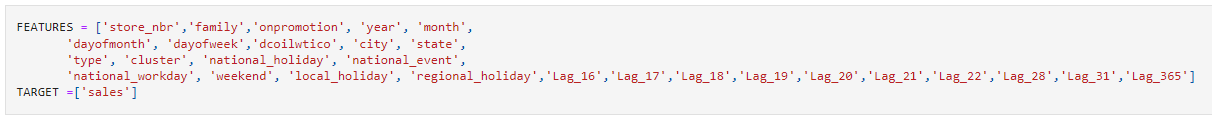 FEATURES = ['store_nbr','family','onpromotion', 'year', 'month',
'dayofmonth', 'dayofweek','dcoilwtico', 'city', 'state',
'type', 'cluster', 'national_holiday', 'national_event',
'national_workday', 'weekend', 'local_holiday', 'regional_holiday','Lag_16','Lag_17','Lag_18','Lag_19','Lag_20','Lag_21','Lag_22','Lag_28','Lag_31','Lag_365']
TARGET =['sales']